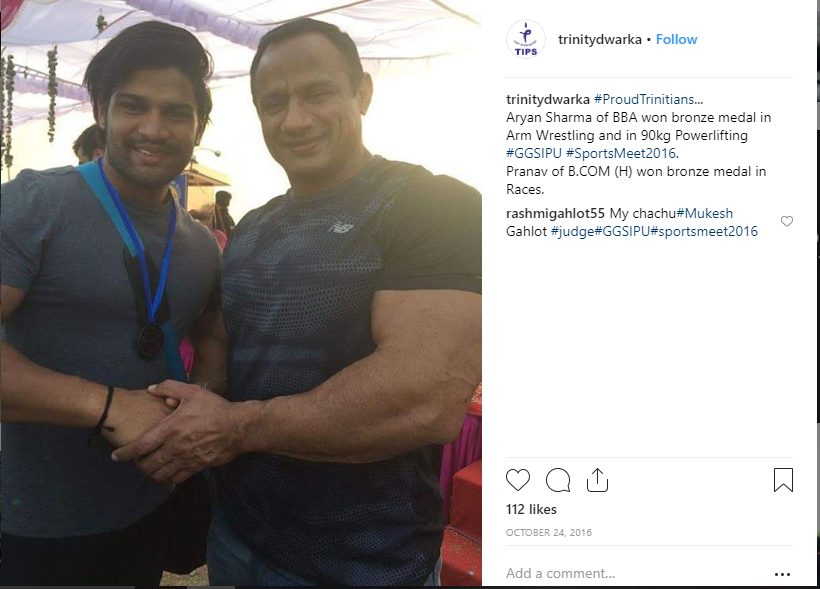 TIPS
trinitydwarka • Follow
trinitydwarka #ProudTrinitians...
Aryan Sharma of BBA won bronze medal in
Arm Wrestling and in 90kg Powerlifting
#GGSIPU #SportsMeet2016.
Pranav of B.COM (H) won bronze medal in
Races.
rashmigahlot55 My chachu#Mukesh
Gahlot #judge#GGSIPU#sportsmeet2016
112 likes
OCTOBER 24, 2016
Add a comment...